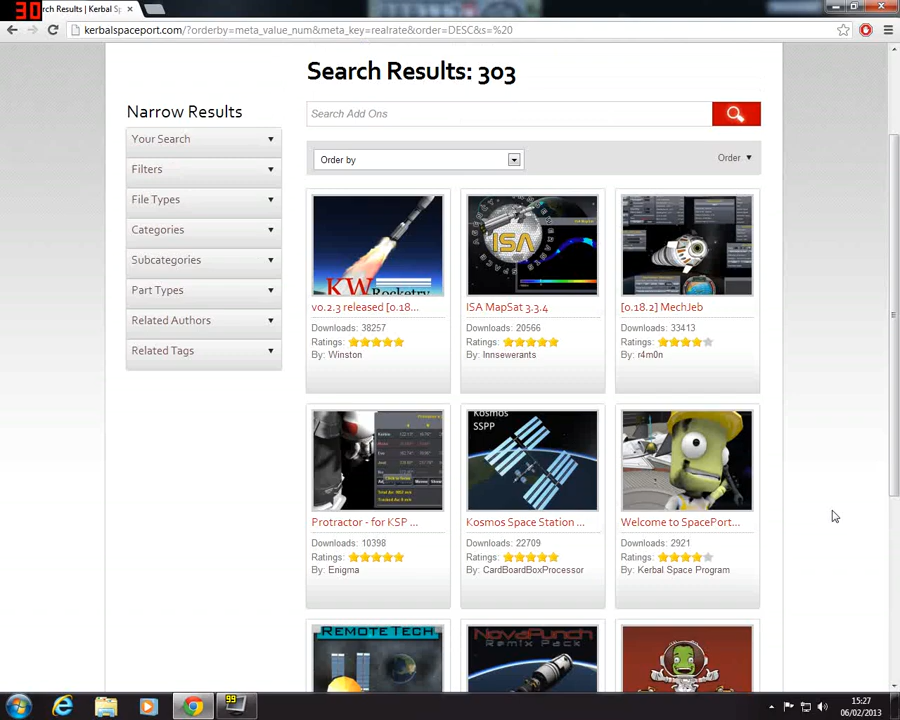 30
rch Results | Kerbal Sp
kerbalspaceport.com/?orderby=meta_value_num&meta_key=realrate&order=DESC&s=%20
Search Results: 303
Narrow Results
Search Add Ons
Your Search
Filters
File Types
Categories
Subcategories
Part Types
Related Authors
Related Tags
Order by
Order
KW
Rocketry
ISA
v0.2.3 released [0.18...
Downloads: 38257
Ratings:
By: Winston
ISA MapSat 3.3.4
Downloads: 20566
Ratings:
By: Innsewerants
[0.18.2] MechJeb
Downloads: 33413
Ratings:
By: r4m0n
Kosmos
SSPP
Protractor - for KSP ...
Downloads: 10398
Ratings:
By: Enigma
Kosmos Space Station ...
Downloads: 22709
Ratings:
By: CardBoardBoxProcessor
Welcome to SpacePort...
Downloads: 2921
Ratings:
By: Kerbal Space Program
REMOTETECH
NovaPunch
Remix Pack
99
15:27
06/02/2013